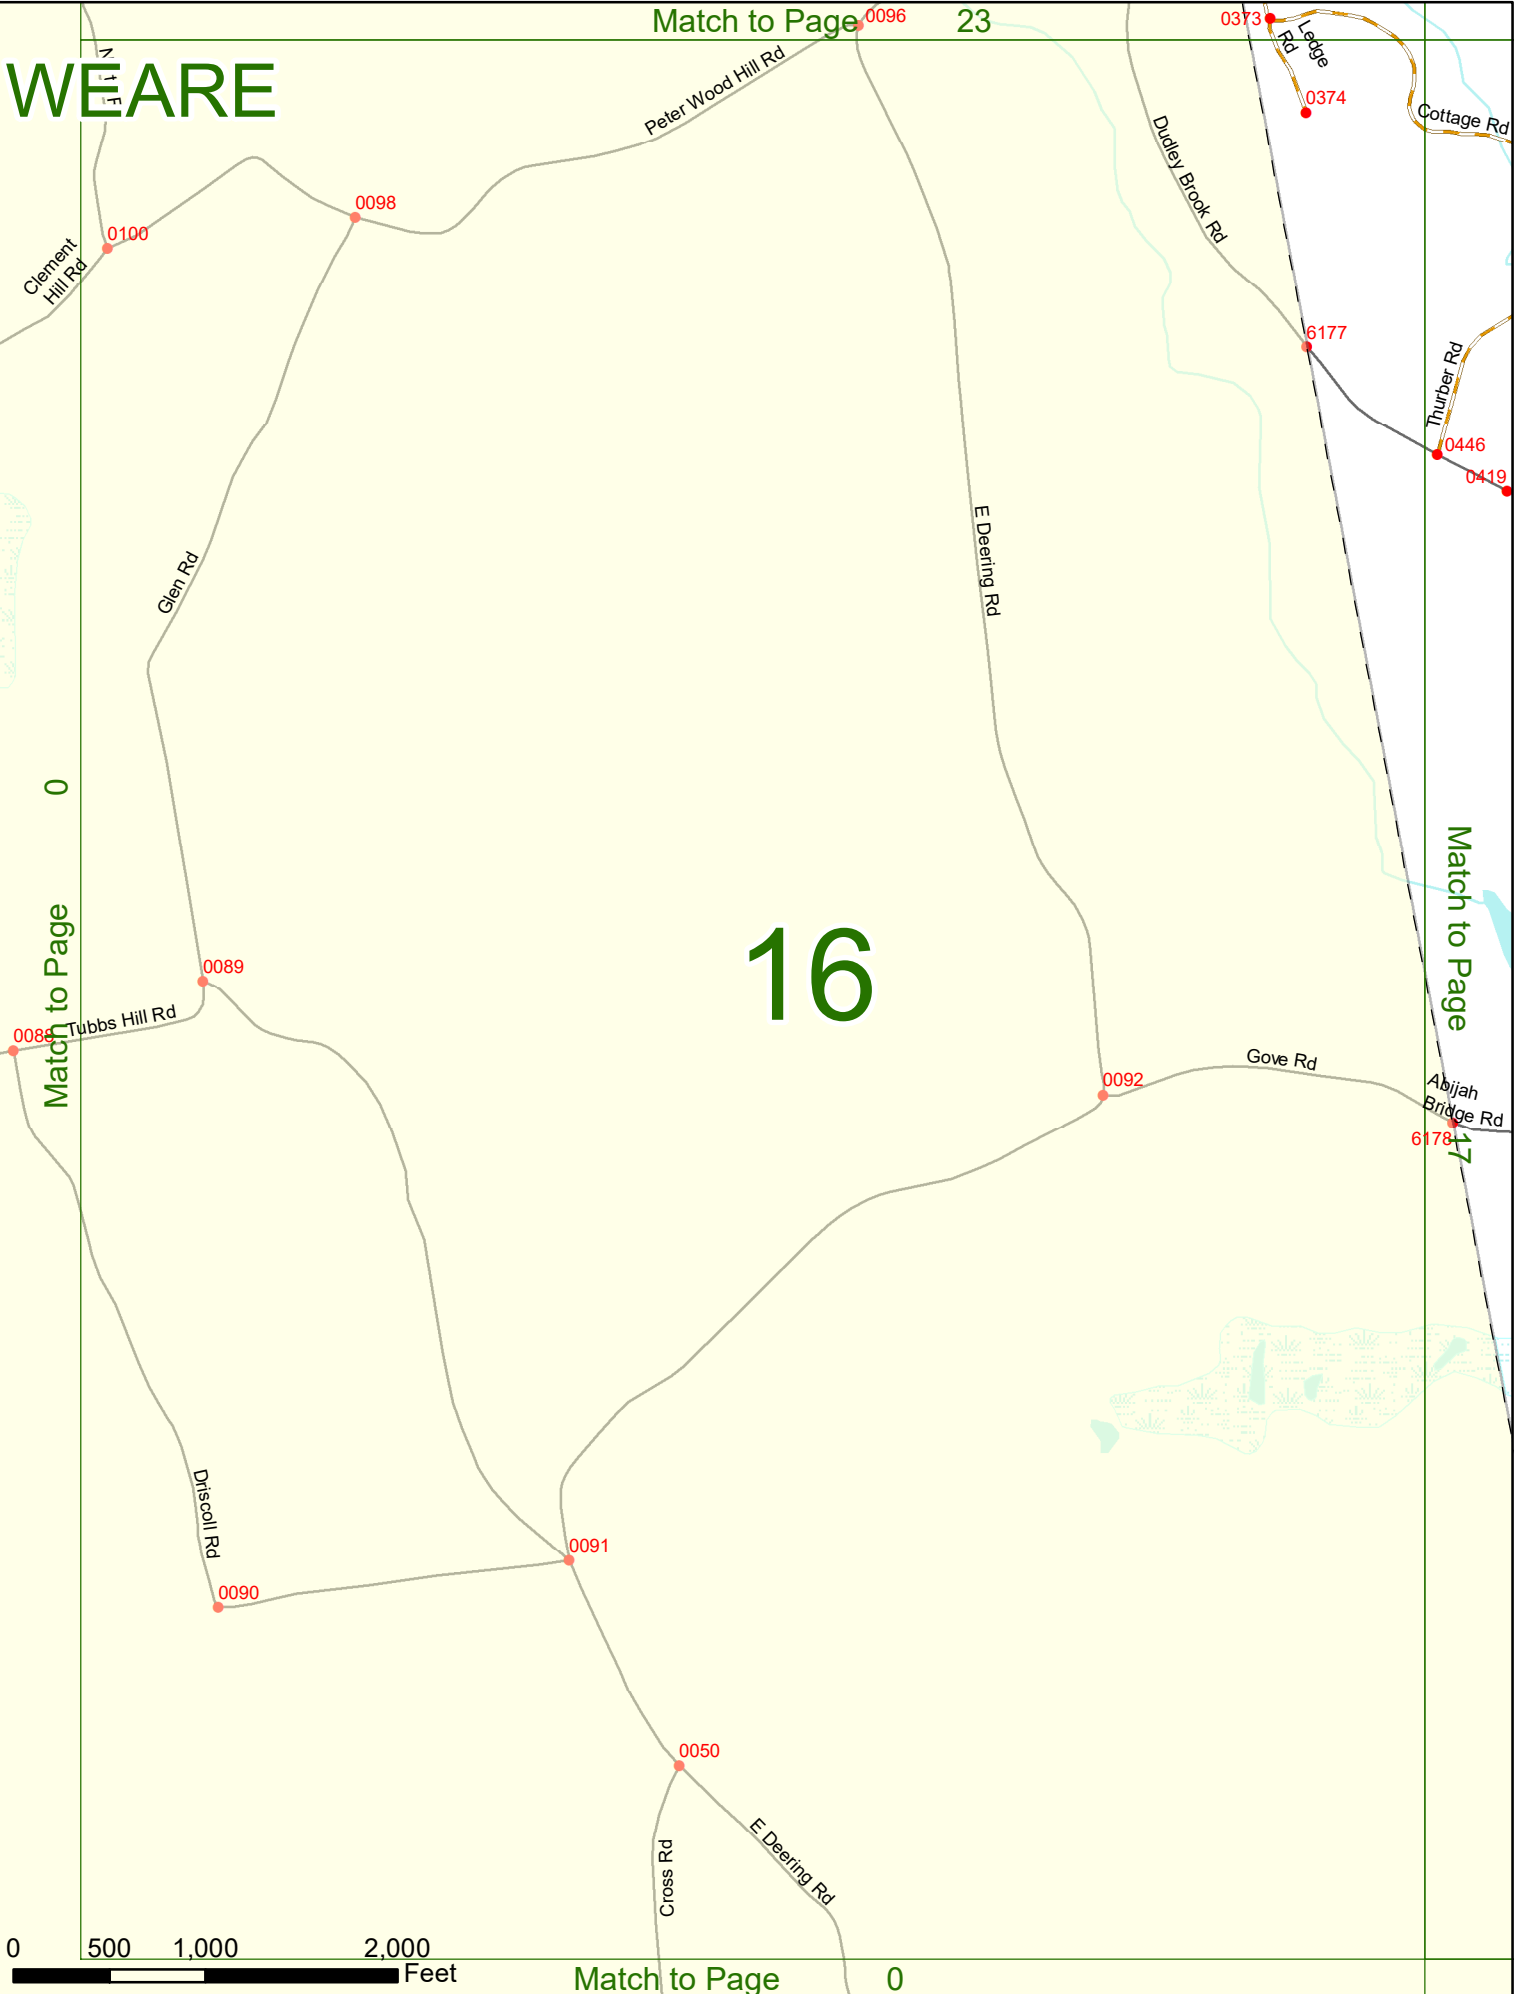 Match to Page 23
0096
0373
Ledge
Rd
WEARE
Peter Wood Hill Rd
0374
Cottage Rd
Dudley Brook Rd
0098
0100
Clement
Hill Rd
6177
Thurber Rd
0446
0419
E Deering Rd
Glen Rd
Match to Page 0
Match to Page 17
16
0089
Tubbs Hill Rd
0088
Gove Rd
0092
Abijah
Bridge Rd
6178
Driscoll Rd
0091
0090
0050
E Deering Rd
Cross Rd
0 500 1,000 2,000
Feet
Match to Page 0